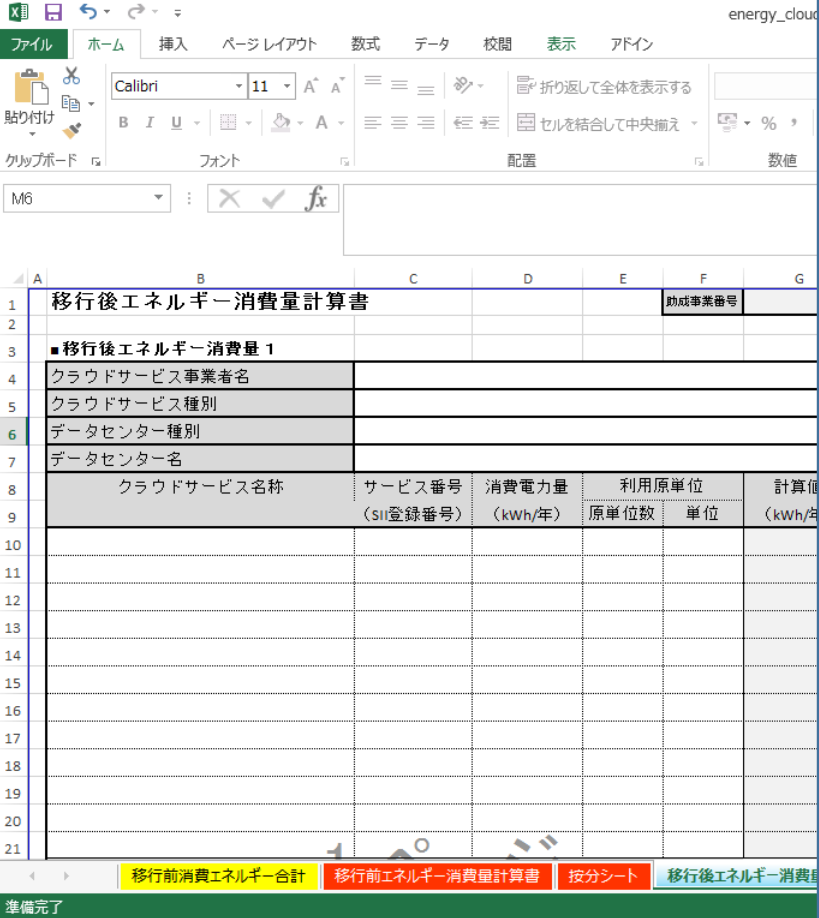 energy_cloud
ファイル ホーム 挿入 ページ レイアウト 数式 データ 校閲 表示 アドイン
Calibri 11 A A 折り返して全体を表示する
貼り付け B I U A セルを結合して中央揃え % ,
クリップボード フォント 配置 数値
M6 fx
A B C D E F G
1 移行後エネルギー消費量計算書 助成事業番号
2
3 ■移行後エネルギー消費量1
4 クラウドサービス事業者名
5 クラウドサービス種別
6 データセンター種別
7 データセンター名
8 クラウドサービス名称 サービス番号 消費電力量 利用原単位 計算値
9 （SII登録番号） （kWh/年） 原単位数 単位 （kWh/年
10
11
12
13
14
15
16
17
18
19
20
21
1 ページ
移行前消費エネルギー合計 移行前エネルギー消費量計算書 按分シート 移行後エネルギー消費量
準備完了